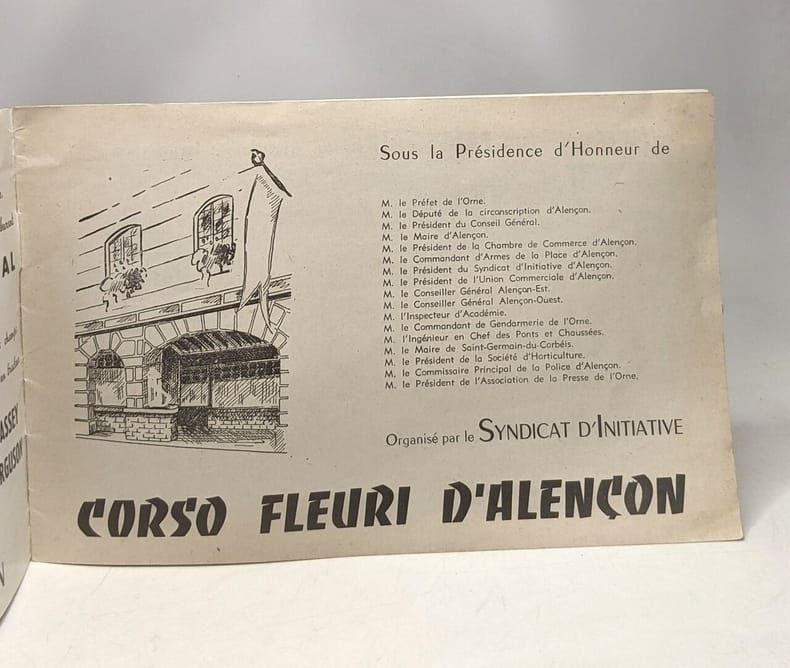 AL
ASSEY
RGUSON
Sous la Présidence d'Honneur de
M. le Préfet de l'Orne.
M. le Député de la circonscription d'Alençon.
M. le Président du Conseil Général.
M. le Maire d'Alençon.
M. le Président de la Chambre de Commerce d'Alençon.
M. le Commandant d'Armes de la Place d'Alençon.
M. le Président du Syndicat d'Initiative d'Alençon.
M. le Président de l'Union Commerciale d'Alençon.
M. le Conseiller Général Alençon-Est.
M. le Conseiller Général Alençon-Ouest.
M. l'Inspecteur d'Académie.
M. le Commandant de Gendarmerie de l'Orne.
M. l'Ingénieur en Chef des Ponts et Chaussées.
M. le Maire de Saint-Germain-du-Corbéis.
M. le Président de la Société d'Horticulture.
M. le Commissaire Principal de la Police d'Alençon.
M. le Président de l'Association de la Presse de l'Orne.
Organisé par le SYNDICAT D'INITIATIVE
CORSO FLEURI D'ALENÇON